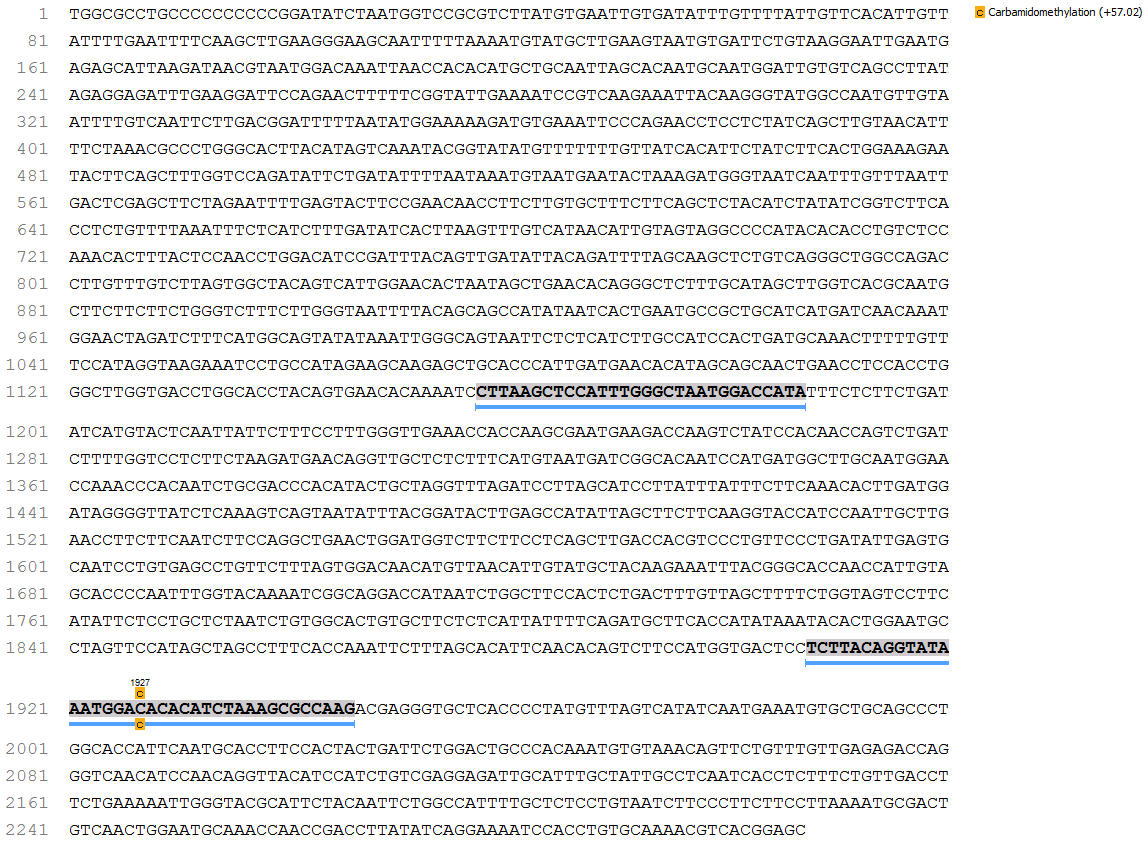 1 TGGCGCCTGCCCCCCCCCCCGGATATCTAATGGTCCGCGTCTTATGTGAATTGTGATATTTGTTTTATTGTTCACATTGTT
C Carbamidomethylation (+57.02)
81 ATTTTGAATTTTCAAGCTTGAAGGGAAGCAATTTTTAAAATGTATGCTTGAAGTAATGTGATTCTGTAAGGAATTGAATG
161 AGAGCATTAAGATAACGTAATGGACAAATTAACCACACATGCTGCAATTAGCACAATGCAATGGATTGTGTCAGCCTTAT
241 AGAGGAGATTTGAAGGATTCCAGAACTTTTTCGGTATTGAAAATCCGTCAAGAAATTACAAGGGTATGGCCAATGTTGTA
321 ATTTTGTCAATTCTTGACGGATTTTTAATATGGAAAAAGATGTGAAATTCCCAGAACCTCCTCTATCAGCTTGTAACATT
401 TTCTAAACGCCCTGGGCACTTACATAGTCAAATACGGTATATGTTTTTTTGTTATCACATTCTATCTTCACTGGAAAGAA
481 TACTTCAGCTTTGGTCCAGATATTCTGATATTTTAATAAATGTAATGAATACTAAAGATGGGTAATCAATTTGTTTAATT
561 GACTCGAGCTTCTAGAATTTTGAGTACTTCCGAACAACCTTCTTGTGCTTTCTTCAGCTCTACATCTATATCGGTCTTCA
641 CCTCTGTTTTAAATTTCTCATCTTTGATATCACTTAAGTTTGTCATAACATTGTAGTAGGCCCCATACACACCTGTCTCC
721 AAACACTTTACTCCAACCTGGACATCCGATTTACAGTTGATATTACAGATTTTAGCAAGCTCTGTCAGGGCTGGCCAGAC
801 CTTGTTTGTCTTAGTGGCTACAGTCATTGGAACACTAATAGCTGAACACAGGGCTCTTTGCATAGCTTGGTCACGCAATG
881 CTTCTTCTTCTGGGTCTTTCTTGGGTAATTTTACAGCAGCCATATAATCACTGAATGCCGCTGCATCATGATCAACAAAT
961 GGAACTAGATCTTTCATGGCAGTATATAAATTGGGCAGTAATTCTCTCATCTTGCCATCCACTGATGCAAACTTTTTGTT
1041 TCCATAGGTAAGAAATCCTGCCATAGAAGCAAGAGCTGCACCCATTGATGAACACATAGCAGCAACTGAACCTCCACCTG
1121 GGCTTGGTGACCTGGCACCTACAGTGAACACAAAATCCTTAAGCTCCATTTGGGCTAATGGACCATATTTCTCTTCTGAT
1201 ATCATGTACTCAATTATTCTTTCCTTTGGGTTGAAACCACCAAGCGAATGAAGACCAAGTCTATCCACAACCAGTCTGAT
1281 CTTTTGGTCCTCTTCTAAGATGAACAGGTTGCTCTCTTTCATGTAATGATCGGCACAATCCATGATGGCTTGCAATGGAA
1361 CCAAACCCACAATCTGCGACCCACATACTGCTAGGTTTAGATCCTTAGCATCCTTATTTATTTCTTCAAACACTTGATGG
1441 ATAGGGGTTATCTCAAAGTCAGTAATATTTACGGATACTTGAGCCATATTAGCTTCTTCAAGGTACCATCCAATTGCTTG
1521 AACCTTCTTCAATCTTCCAGGCTGAACTGGATGGTCTTCTTCCTCAGCTTGACCACGTCCCTGTTCCCTGATATTGAGTG
1601 CAATCCTGTGAGCCTGTTCTTTAGTGGACAACATGTTAACATTGTATGCTACAAGAAATTTACGGGCACCAACCATTGTA
1681 GCACCCCAATTTGGTACAAAATCGGCAGGACCATAATCTGGCTTCCACTCTGACTTTGTTAGCTTTTCTGGTAGTCCTTC
1761 ATATTCTCCTGCTCTAATCTGTGGCACTGTGCTTCTCTCATTATTTTCAGATGCTTCACCATATAAATACACTGGAATGC
1841 CTAGTTCCATAGCTAGCCTTTCACCAAATTCTTTAGCACATTCAACACAGTCTTCCATGGTGACTCCTCTTACAGGTATA
1927
C
1921 AATGGACACACATCTAAAGCGCCAAGACGAGGGTGCTCACCCCTATGTTTAGTCATATCAATGAAATGTGCTGCAGCCCT
C
2001 GGCACCATTCAATGCACCTTCCACTACTGATTCTGGACTGCCCACAAATGTGTAAACAGTTCTGTTTGTTGAGAGACCAG
2081 GGTCAACATCCAACAGGTTACATCCATCTGTCGAGGAGATTGCATTTGCTATTGCCTCAATCACCTCTTTCTGTTGACCT
2161 TCTGAAAAATTGGGTACGCATTCTACAATTCTGGCCATTTTGCTCTCCTGTAATCTTCCCTTCTTCCTTAAAATGCGACT
2241 GTCAACTGGAATGCAAACCAACCGACCTTATATCAGGAAAATCCACCTGTGCAAAACGTCACGGAGC